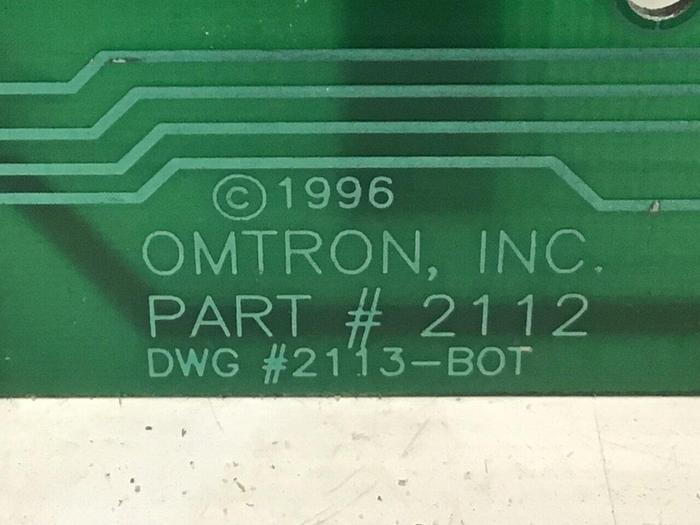 ©1996
OMTRON, INC.
PART # 2112
DWG #2113-BOT